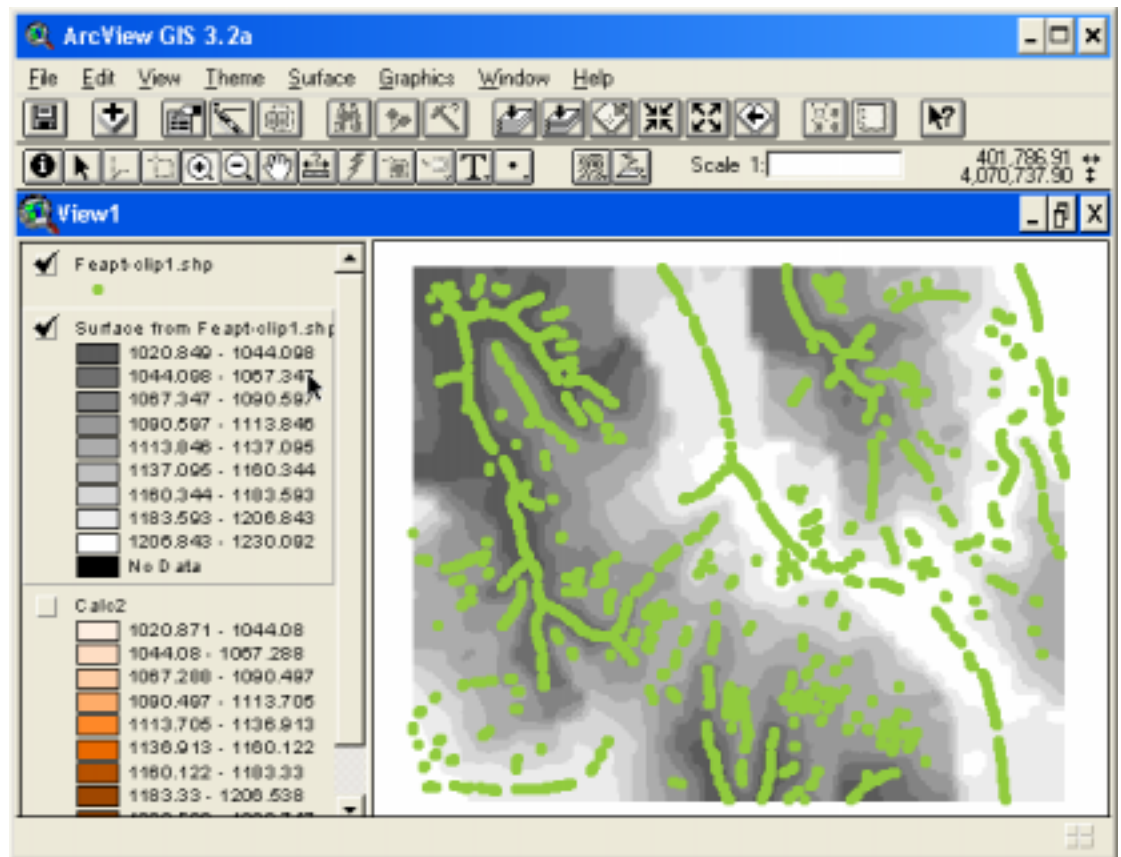 ArcView GIS 3.2a
File Edit View Theme Surface Graphics Window Help
Scale 1: 401,786.91
4,070,737.90
View1
Feapt-clip1.shp
Surface from Feapt-clip1.shp
1020.849 - 1044.098
1044.098 - 1067.347
1067.347 - 1090.597
1090.597 - 1113.846
1113.846 - 1137.095
1137.095 - 1160.344
1160.344 - 1183.593
1183.593 - 1206.843
1206.843 - 1230.092
No Data
Calc2
1020.871 - 1044.08
1044.08 - 1067.288
1067.288 - 1090.497
1090.497 - 1113.705
1113.705 - 1136.913
1136.913 - 1160.122
1160.122 - 1183.33
1183.33 - 1206.538